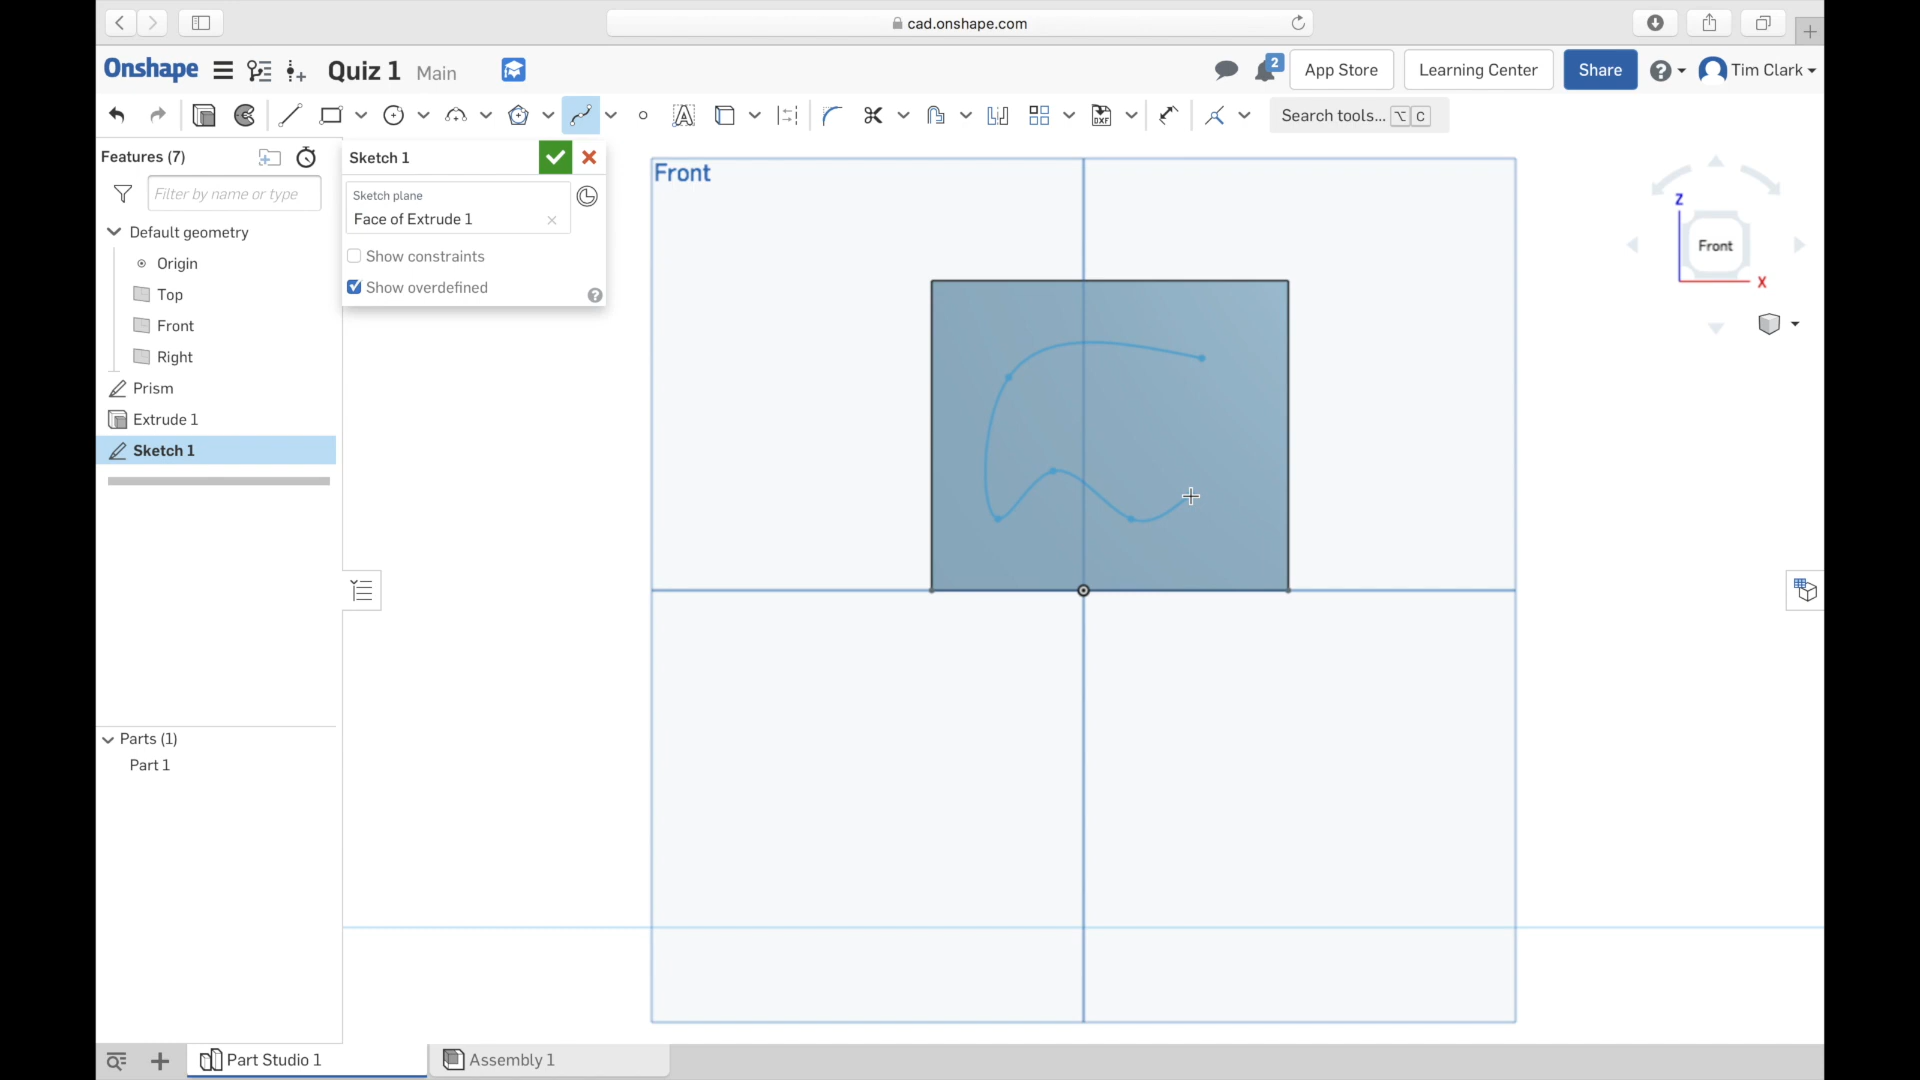 cad.onshape.com
Onshape
Quiz 1 Main
2
App Store
Learning Center
Share
Tim Clark
DXF
Search tools... ⌥ C
Features (7)
Filter by name or type
Default geometry
Origin
Top
Front
Right
Prism
Extrude 1
Sketch 1
Sketch 1
Sketch plane
Face of Extrude 1
Show constraints
Show overdefined
Front
Z
Front
X
Parts (1)
Part 1
Part Studio 1
Assembly 1